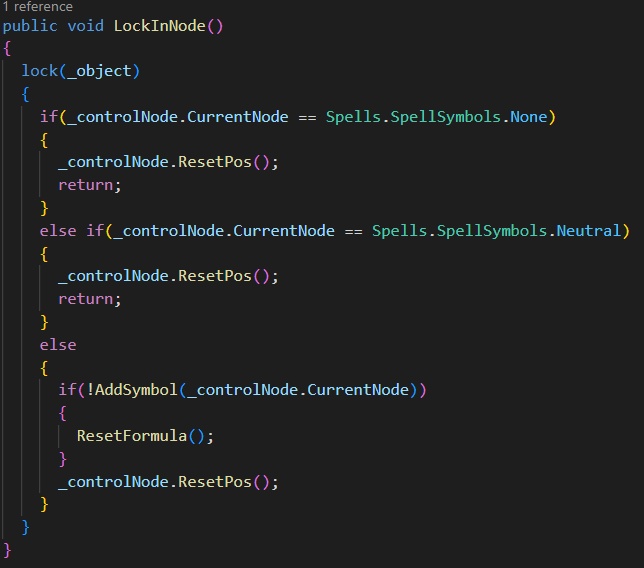 1 reference
public void LockInNode()
{
  lock(_object)
  {
    if(_controlNode.CurrentNode == Spells.SpellSymbols.None)
    {
      _controlNode.ResetPos();
      return;
    }
    else if(_controlNode.CurrentNode == Spells.SpellSymbols.Neutral)
    {
      _controlNode.ResetPos();
      return;
    }
    else
    {
      if(!AddSymbol(_controlNode.CurrentNode))
      {
        ResetFormula();
      }
      _controlNode.ResetPos();
    }
  }
}